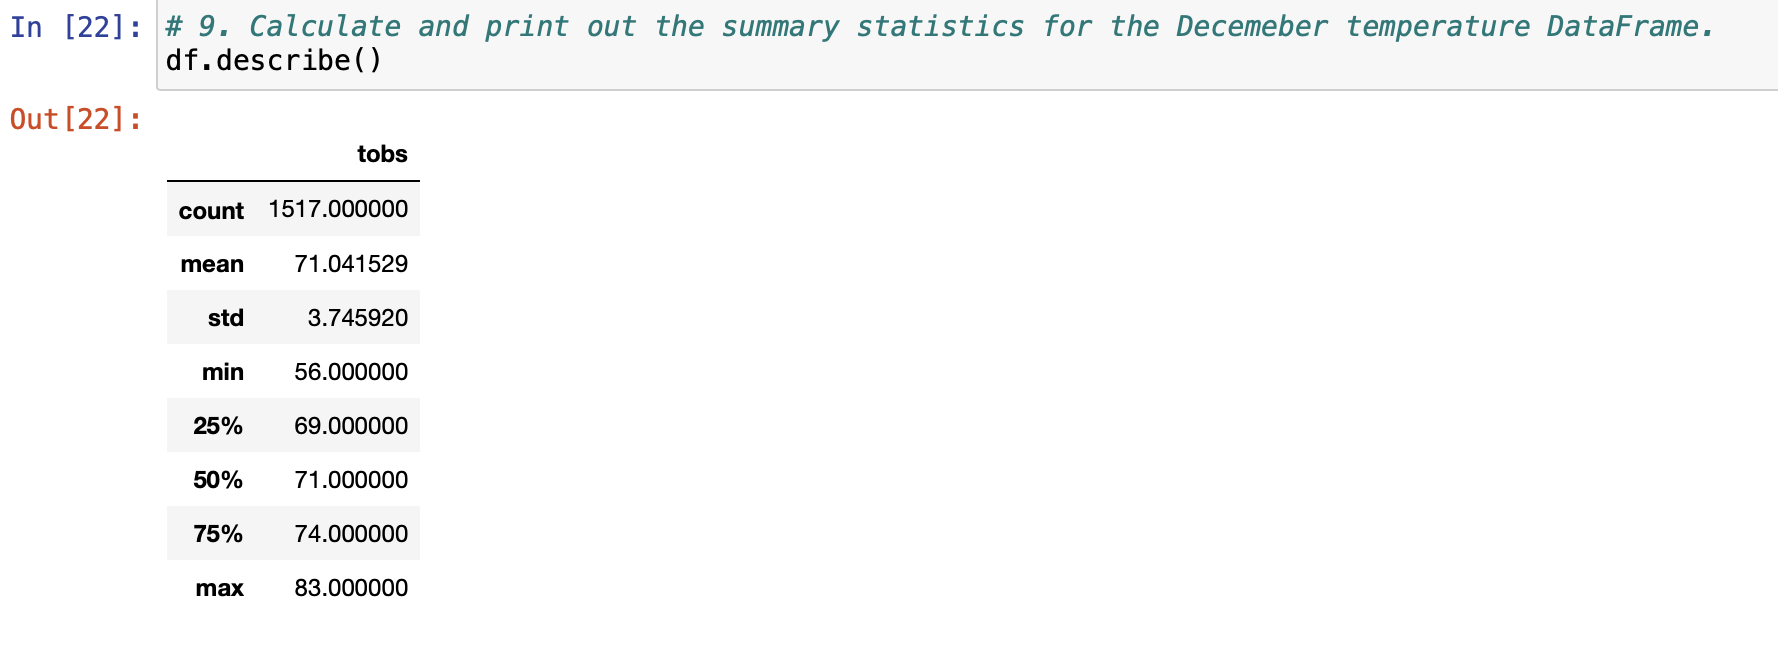 In [22]: # 9. Calculate and print out the summary statistics for the Decemeber temperature DataFrame.
df.describe()
Out[22]:
tobs
count 1517.000000
mean 71.041529
std 3.745920
min 56.000000
25% 69.000000
50% 71.000000
75% 74.000000
max 83.000000